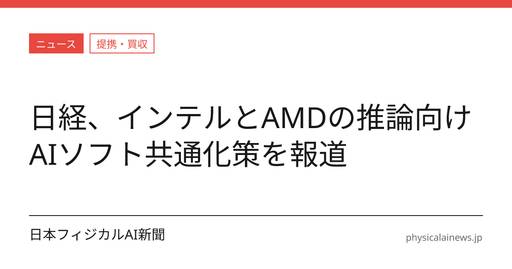 ニュース
提携・買収
日経、インテルとAMDの推論向け
AIソフト共通化策を報道
日本フィジカルAI新聞
physicalainews.jp